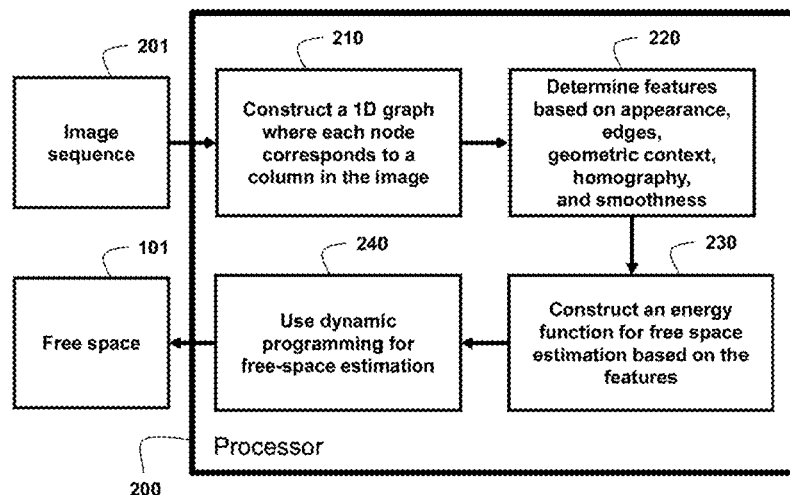 201
210
220
Image
sequence
Construct a 1D graph
where each node
corresponds to a
column in the image
Determine features
based on appearance,
edges,
geometric context,
homography,
and smoothness
101
240
230
Free space
Use dynamic
programming for
free-space estimation
Construct an energy
function for free space
estimation based on the
features
Processor
200